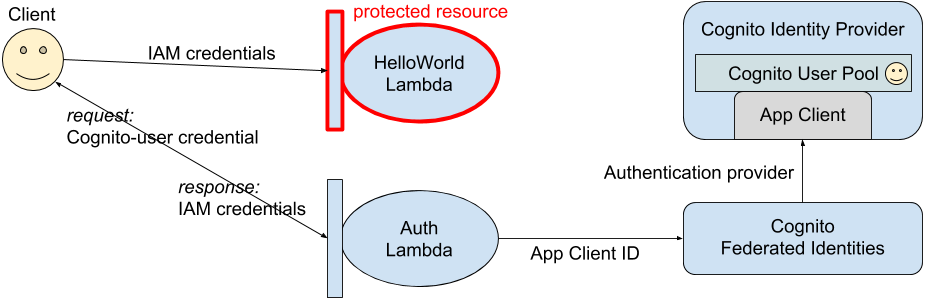 Client
protected resource
IAM credentials
HelloWorld
Lambda
Cognito Identity Provider
Cognito User Pool
App Client
request:
Cognito-user credential
response:
IAM credentials
Auth
Lambda
App Client ID
Authentication provider
Cognito
Federated Identities